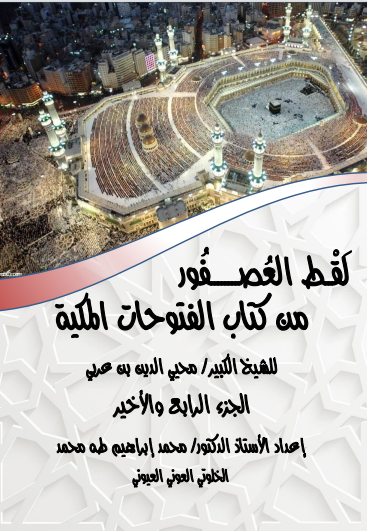 لَقْط العُصـــفُور
من كتاب الفتوحات المكية
للشيخ الكبير/ محيي الدين بن عربي
الجزء الرابع والأخير
إعداد الأستاذ الدكتور/ محمد إبراهيم طه محمد
الخلوتي العوني العيوني